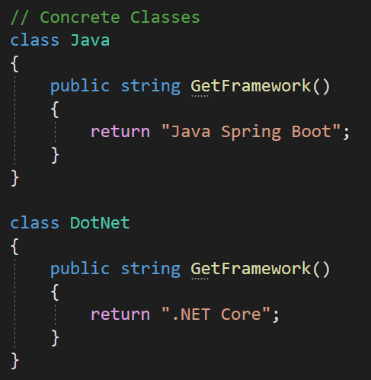 // Concrete Classes
class Java
{
    public string GetFramework()
    {
        return "Java Spring Boot";
    }
}

class DotNet
{
    public string GetFramework()
    {
        return ".NET Core";
    }
}